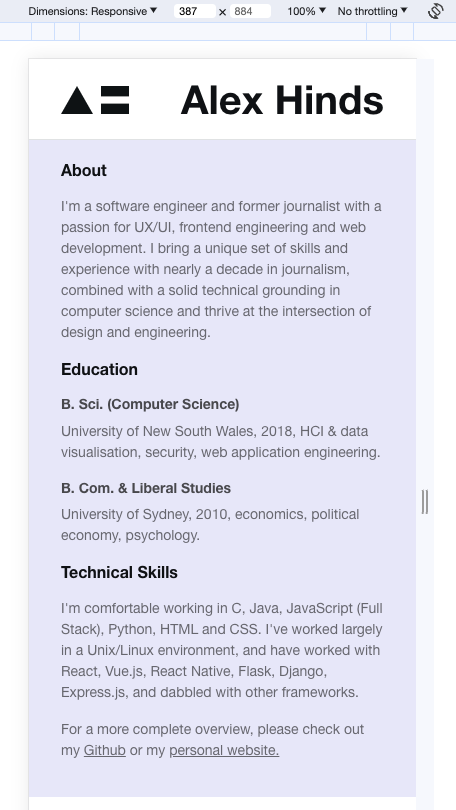 Dimensions: Responsive ▼ 387 × 884 100% ▼ No throttling ▼
Alex Hinds
About
I'm a software engineer and former journalist with a
passion for UX/UI, frontend engineering and web
development. I bring a unique set of skills and
experience with nearly a decade in journalism,
combined with a solid technical grounding in
computer science and thrive at the intersection of
design and engineering.
Education
B. Sci. (Computer Science)
University of New South Wales, 2018, HCI & data
visualisation, security, web application engineering.
B. Com. & Liberal Studies
University of Sydney, 2010, economics, political
economy, psychology.
Technical Skills
I'm comfortable working in C, Java, JavaScript (Full
Stack), Python, HTML and CSS. I've worked largely
in a Unix/Linux environment, and have worked with
React, Vue.js, React Native, Flask, Django,
Express.js, and dabbled with other frameworks.
For a more complete overview, please check out
my Github or my personal website.